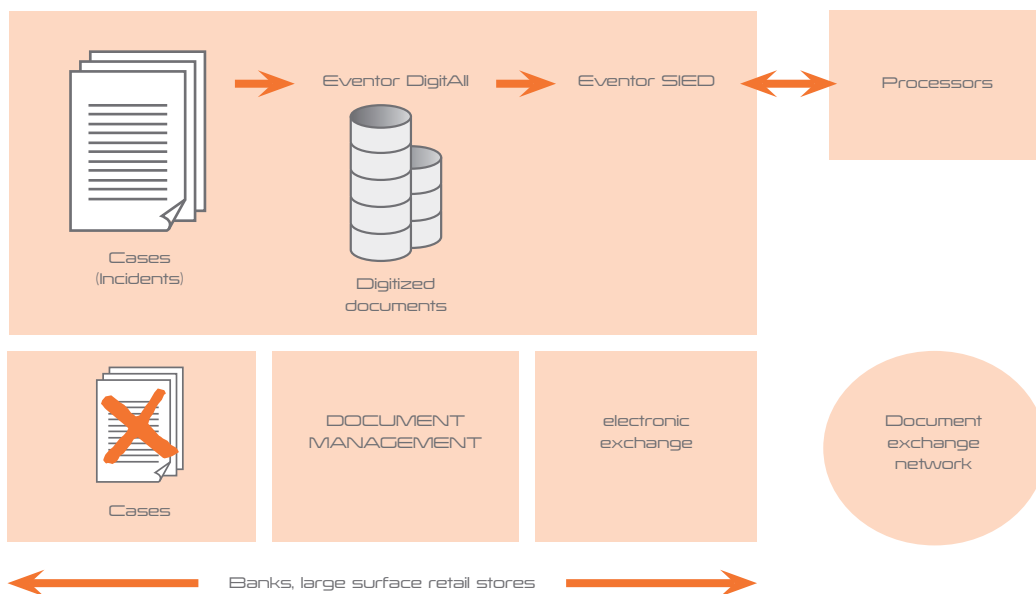 Eventor DigitAll
Eventor SIED
Processors
Cases
(Incidents)
Digitized
documents
Cases
DOCUMENT
MANAGEMENT
electronic
exchange
Document
exchange
network
Banks, large surface retail stores